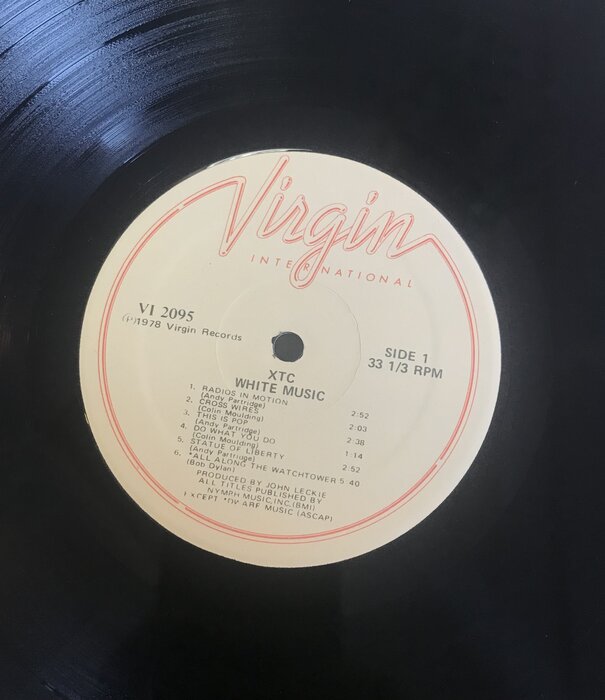 Virgin
INTERNATIONAL
VI 2095
(P)1978 Virgin Records
SIDE 1
33 1/3 RPM
XTC
WHITE MUSIC
1. RADIOS IN MOTION 2:52
(Andy Partridge)
2. CROSS WIRES 2:03
(Colin Moulding)
3. THIS IS POP 2:38
(Andy Partridge)
4. DO WHAT YOU DO 1:14
(Colin Moulding)
5. STATUE OF LIBERTY 2:52
(Andy Partridge)
6. *ALL ALONG THE WATCHTOWER 5:40
(Bob Dylan)
PRODUCED BY JOHN LECKIE
ALL TITLES PUBLISHED BY
NYMPH MUSIC,INC.(BMI)
EXCEPT *DWARF MUSIC (ASCAP)